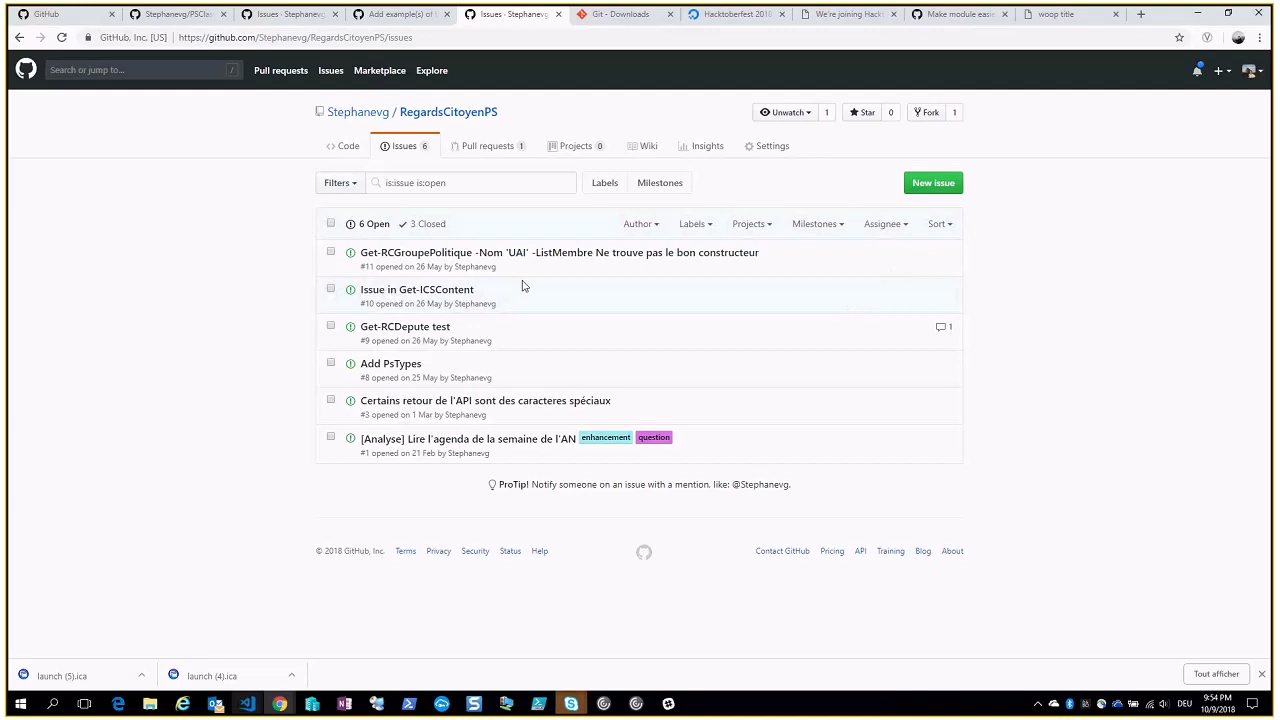 GitHub
Stephanevg/PSClas
Issues · Stephanevg
Add example(s) of
Issues · Stephanevg
Git - Downloads
Hacktoberfest 2018
We're joining Hack
Make module easie
woop title
GitHub, Inc. [US]
https://github.com/Stephanevg/RegardsCitoyenPS/issues
Search or jump to...
/
Pull requests
Issues
Marketplace
Explore
Stephanevg / RegardsCitoyenPS
Unwatch 1
Star 0
Fork 1
<> Code
Issues 6
Pull requests 1
Projects 0
Wiki
Insights
Settings
Filters
is:issue is:open
Labels
Milestones
New issue
6 Open
3 Closed
Author
Labels
Projects
Milestones
Assignee
Sort
Get-RCGroupePolitique -Nom 'UAI' -ListMembre Ne trouve pas le bon constructeur
#11 opened on 26 May by Stephanevg
Issue in Get-ICSContent
#10 opened on 26 May by Stephanevg
Get-RCDepute test
1
#9 opened on 26 May by Stephanevg
Add PsTypes
#8 opened on 25 May by Stephanevg
Certains retour de l'API sont des caracteres spéciaux
#3 opened on 1 Mar by Stephanevg
[Analyse] Lire l'agenda de la semaine de l'AN enhancement question
#1 opened on 21 Feb by Stephanevg
ProTip! Notify someone on an issue with a mention, like: @Stephanevg.
© 2018 GitHub, Inc.
Terms
Privacy
Security
Status
Help
Contact GitHub
Pricing
API
Training
Blog
About
launch (5).ica
launch (4).ica
Tout afficher
DEU
9:54 PM
10/9/2018